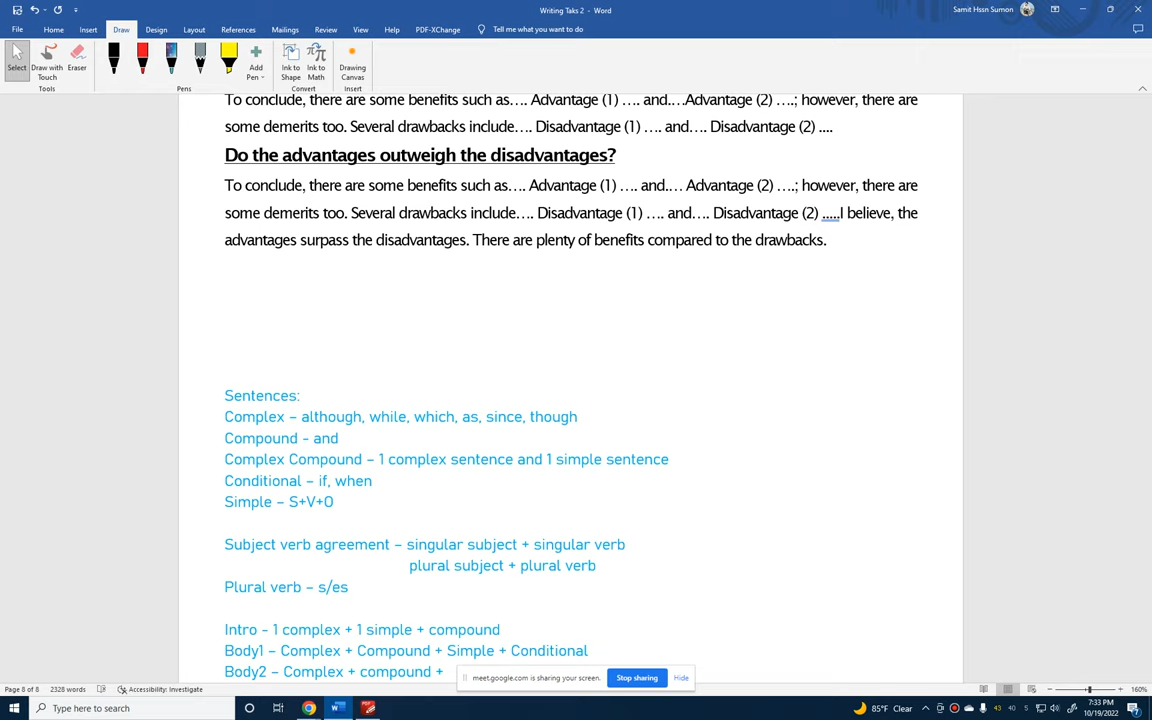 Writing Taks 2 - Word
Samit Hssn Sumon
File Home Insert Draw Design Layout References Mailings Review View Help PDF-XChange Tell me what you want to do
Select
Draw with Touch
Eraser
Add Pen
Ink to Shape
Ink to Math
Drawing Canvas
Tools Pens Convert Insert
To conclude, there are some benefits such as…. Advantage (1) …. and.…Advantage (2) ….; however, there are
some demerits too. Several drawbacks include…. Disadvantage (1) …. and…. Disadvantage (2) ....
Do the advantages outweigh the disadvantages?
To conclude, there are some benefits such as…. Advantage (1) …. and.… Advantage (2) ….; however, there are
some demerits too. Several drawbacks include…. Disadvantage (1) …. and…. Disadvantage (2) .....I believe, the
advantages surpass the disadvantages. There are plenty of benefits compared to the drawbacks.
Sentences:
Complex – although, while, which, as, since, though
Compound - and
Complex Compound – 1 complex sentence and 1 simple sentence
Conditional – if, when
Simple – S+V+O
Subject verb agreement – singular subject + singular verb
plural subject + plural verb
Plural verb – s/es
Intro - 1 complex + 1 simple + compound
Body1 – Complex + Compound + Simple + Conditional
Body2 – Complex + compound +
meet.google.com is sharing your screen. Stop sharing Hide
Page 8 of 8 2328 words Accessibility: Investigate 160%
Type here to search
85°F Clear
43 40 5
7:33 PM
10/19/2022